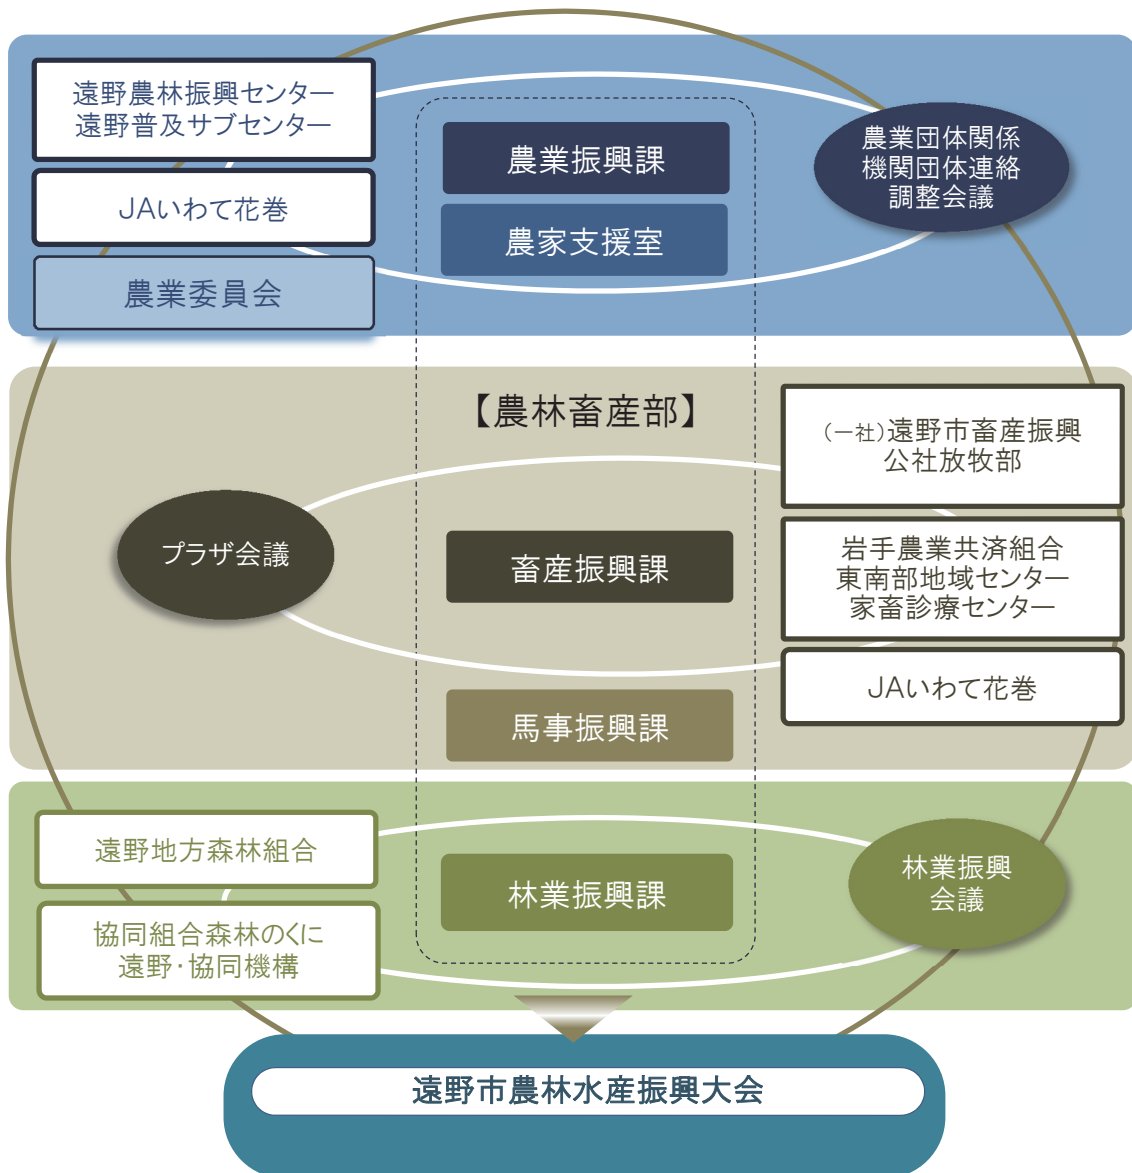 遠野農林振興センター
遠野普及サブセンター
JAいわて花巻
農業委員会
農業振興課
農家支援室
農業団体関係
機関団体連絡
調整会議
【農林畜産部】
プラザ会議
畜産振興課
馬事振興課
（一社）遠野市畜産振興
公社放牧部
岩手農業共済組合
東南部地域センター
家畜診療センター
JAいわて花巻
遠野地方森林組合
協同組合森林のくに
遠野・協同機構
林業振興課
林業振興
会議
遠野市農林水産振興大会